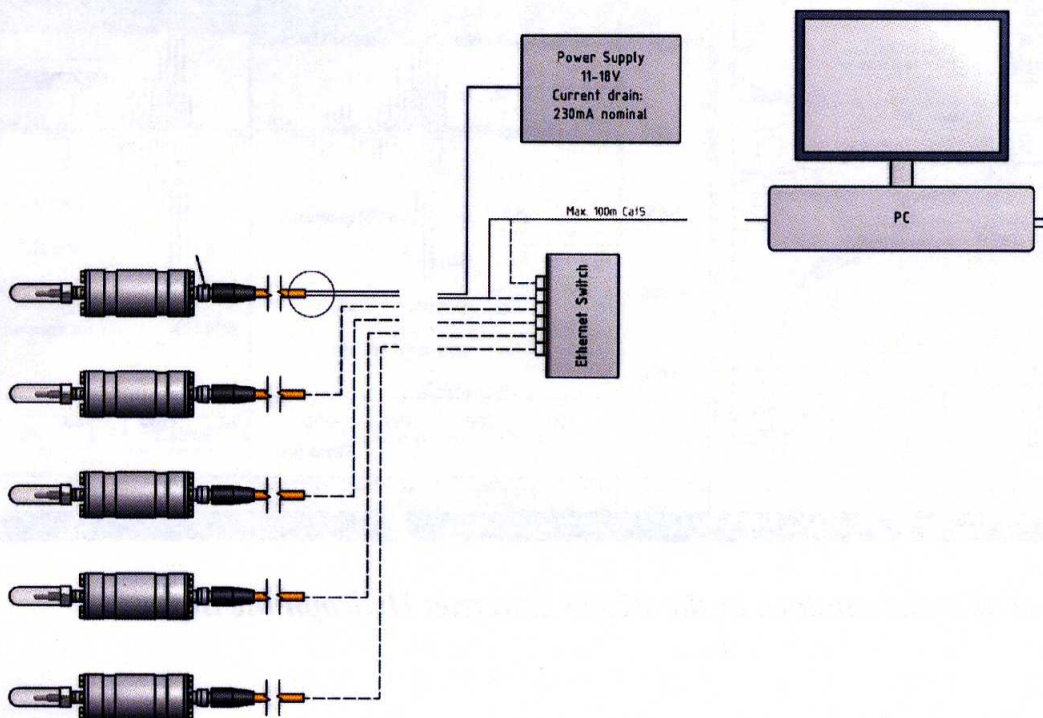 Power Supply
11-18V
Current drain:
230mA nominal
PC
Max. 100m Cat5
Ethernet Switch